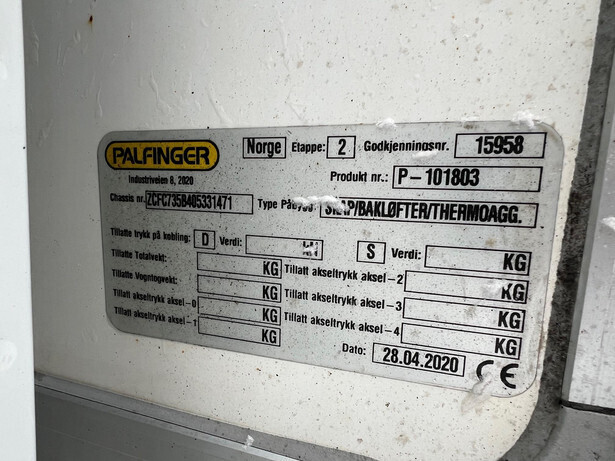 PALFINGER
Industriveien 8, 2020
Norge Etappe: 2 Godkjenningsnr. 15958
Produkt nr.: P-101803
Chassis nr. ZCFC735B405331471 Type SKAP/BAKLØFTER/THERMOAGG.
Tillatte trykk på kobling: D Verdi: S Verdi: KG
Tillatte Totalvekt: KG Tillatt akseltrykk aksel-2 KG
Tillatte Vogntogvekt: KG Tillatt akseltrykk aksel-3 KG
Tillatt akseltrykk aksel-0 KG Tillatt akseltrykk aksel-4 KG
Tillatt akseltrykk aksel-1 KG Dato: 28.04.2020 CE